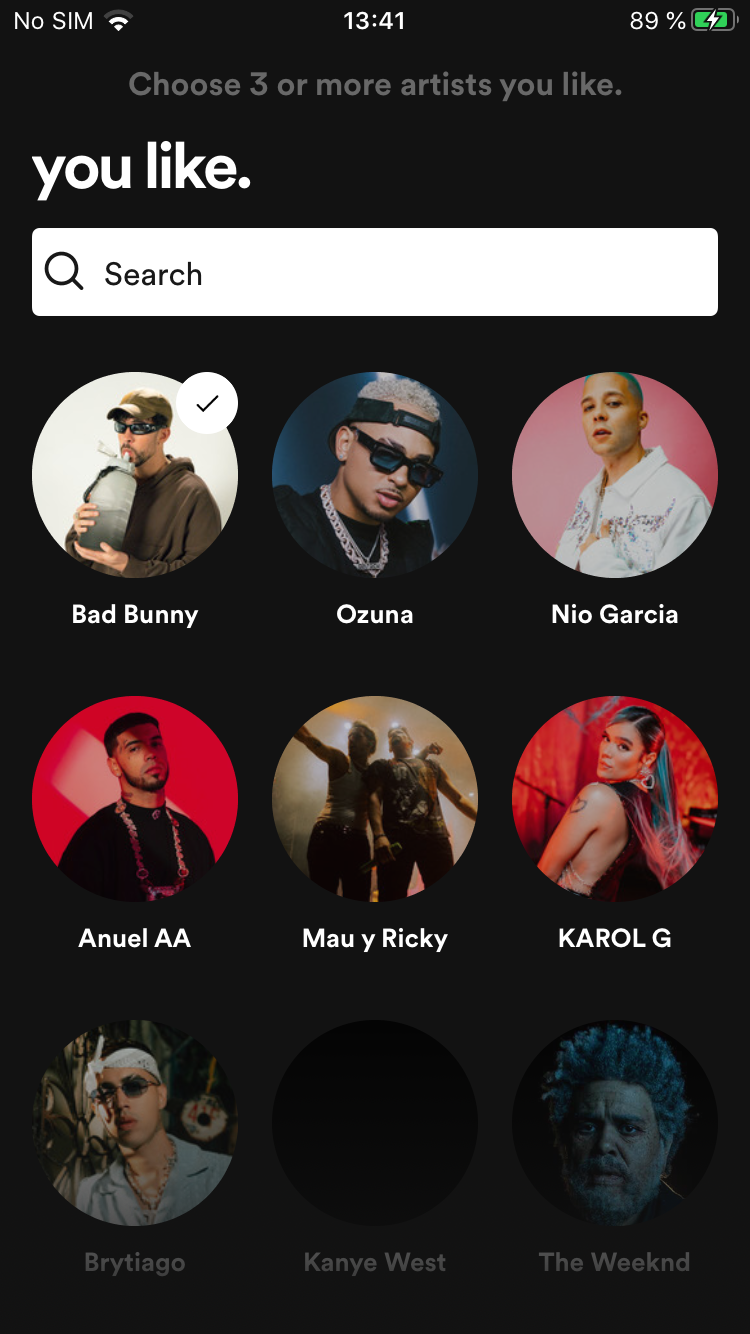 No SIM 13:41 89 %
Choose 3 or more artists you like.
you like.
Search
Bad Bunny Ozuna Nio Garcia
Anuel AA Mau y Ricky KAROL G
Brytiago Kanye West The Weeknd